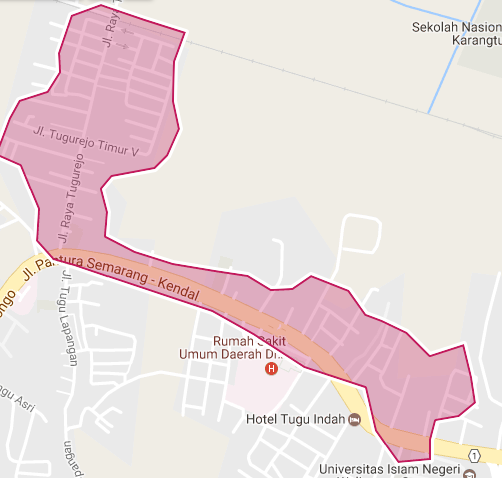 Jl. Raya
Sekolah Nasion
Karangtu
Jl. Tugurejo Timur V
Jl. Raya Tugurejo
Jl. Pantura Semarang - Kendal
ongo
Jl. Tugu Lapangan
Rumah Sakit
Umum Daerah D
H
gu Asri
pangan
Hotel Tugu Indah
1
Universitas Islam Negeri